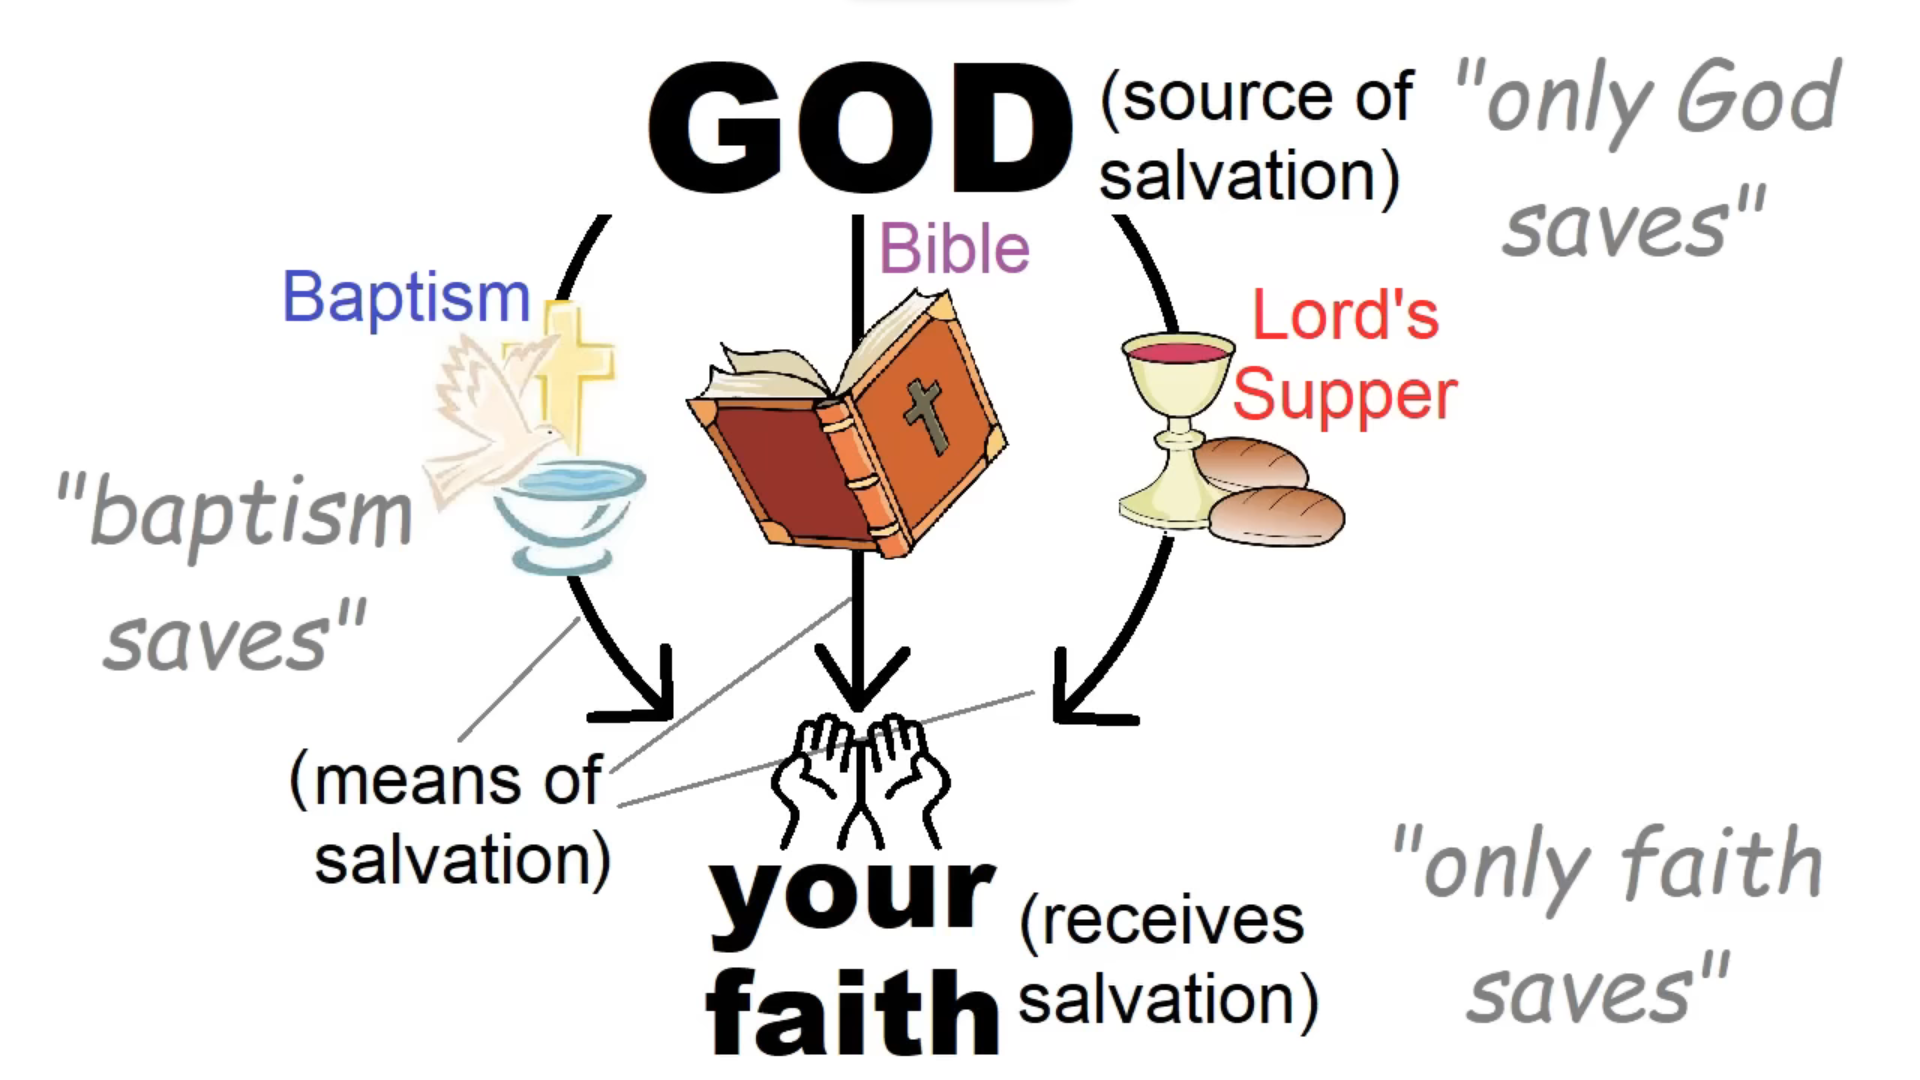 GOD
(source of
salvation)
"only God
saves"
Baptism
Bible
Lord's
Supper
"baptism
saves"
(means of
salvation)
your
faith
(receives
salvation)
"only faith
saves"